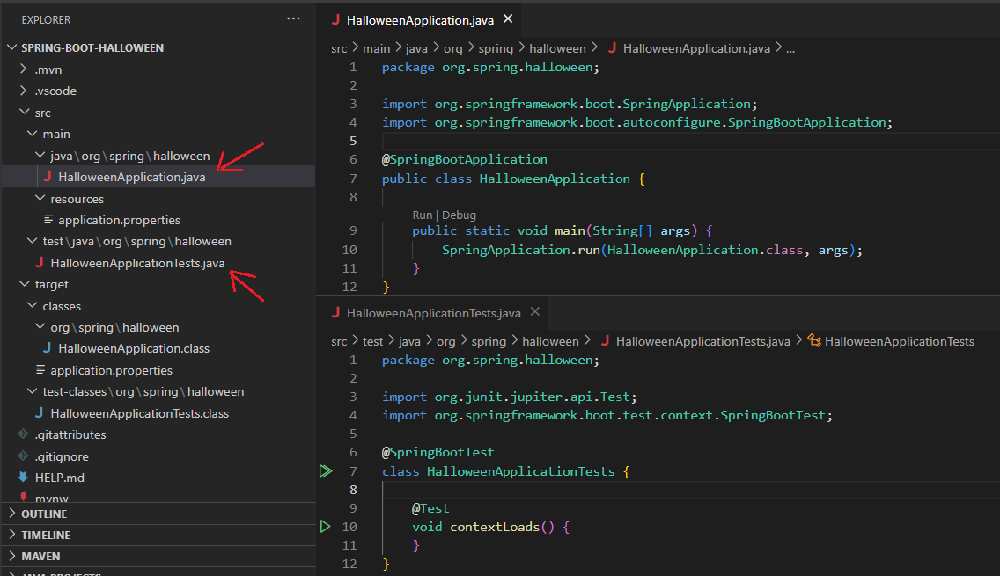 EXPLORER
...
SPRING-BOOT-HALLOWEEN
.mvn
.vscode
src
main
java\org\spring\halloween
HalloweenApplication.java
resources
application.properties
test\java\org\spring\halloween
HalloweenApplicationTests.java
target
classes
org\spring\halloween
HalloweenApplication.class
application.properties
test-classes\org\spring\halloween
HalloweenApplicationTests.class
.gitattributes
.gitignore
HELP.md
mvnw
OUTLINE
TIMELINE
MAVEN
JAVA PROJECTS
HalloweenApplication.java
src > main > java > org > spring > halloween > HalloweenApplication.java > ...
1 package org.spring.halloween;
2
3 import org.springframework.boot.SpringApplication;
4 import org.springframework.boot.autoconfigure.SpringBootApplication;
5
6 @SpringBootApplication
7 public class HalloweenApplication {
8
Run | Debug
9 public static void main(String[] args) {
10 SpringApplication.run(HalloweenApplication.class, args);
11 }
12 }
HalloweenApplicationTests.java
src > test > java > org > spring > halloween > HalloweenApplicationTests.java > HalloweenApplicationTests
1 package org.spring.halloween;
2
3 import org.junit.jupiter.api.Test;
4 import org.springframework.boot.test.context.SpringBootTest;
5
6 @SpringBootTest
7 class HalloweenApplicationTests {
8
9 @Test
10 void contextLoads() {
11 }
12 }